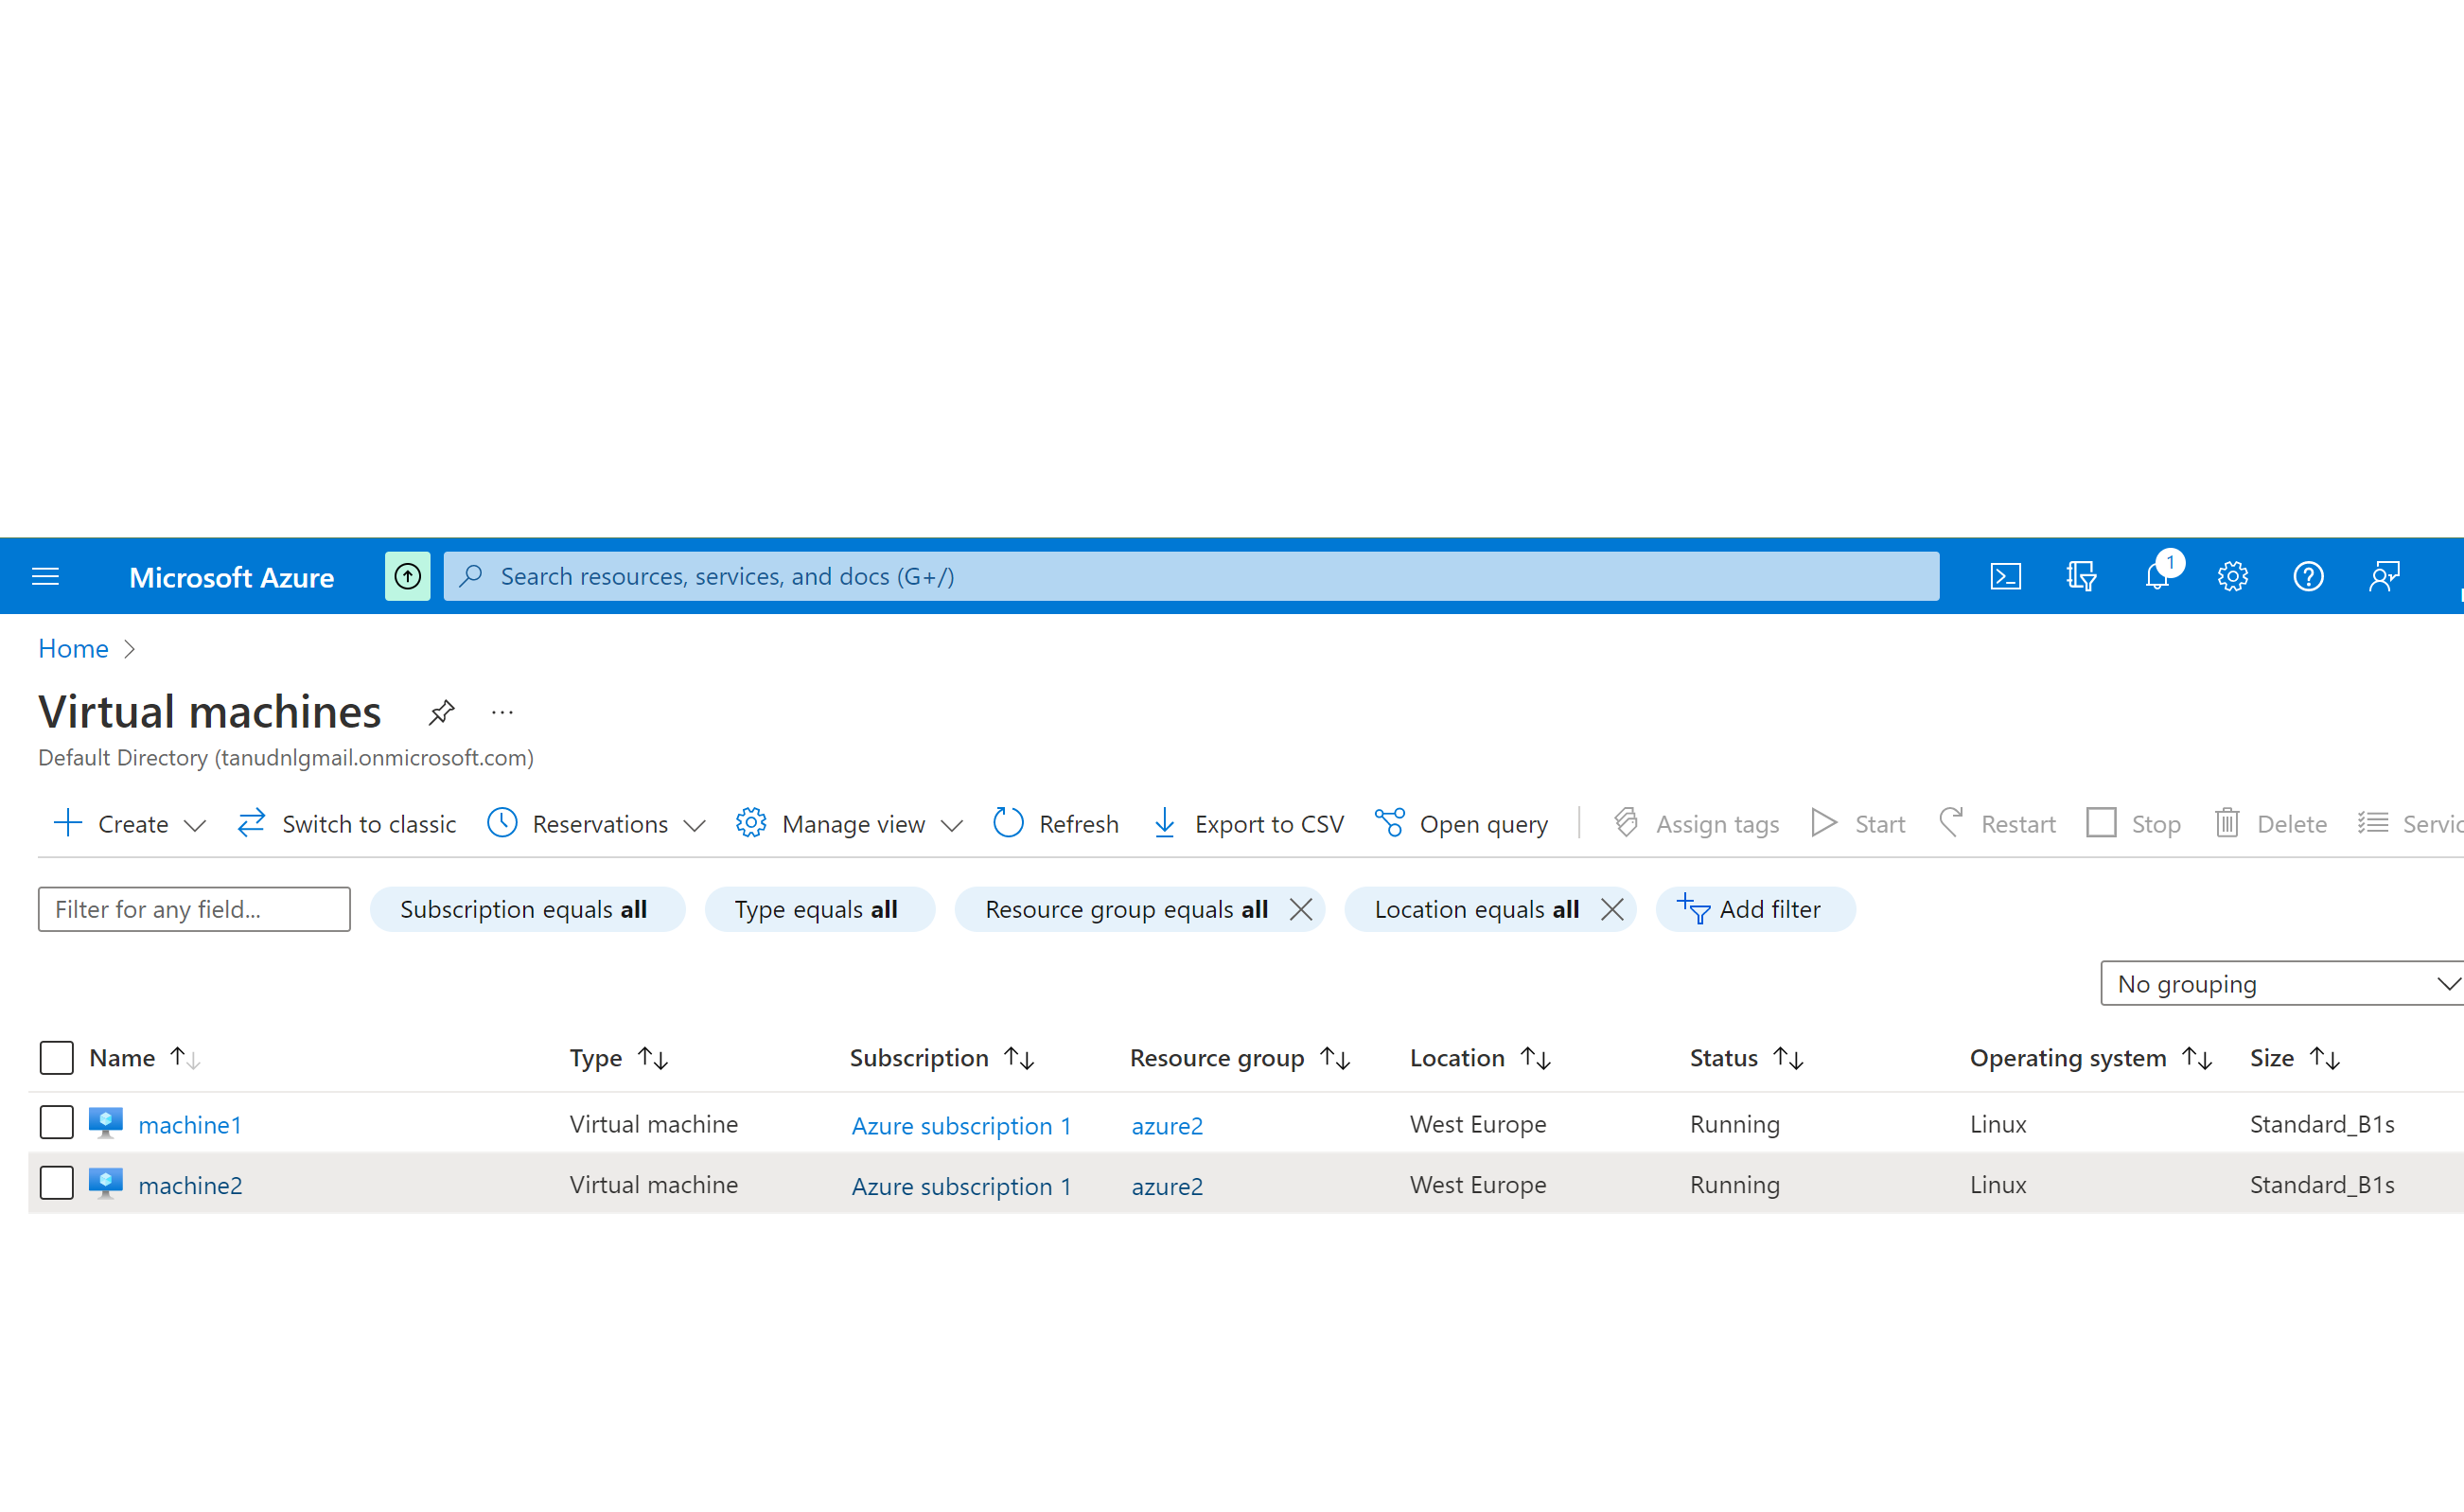 Microsoft Azure
Search resources, services, and docs (G+/)
1
Home
Virtual machines
Default Directory (tanudnlgmail.onmicrosoft.com)
Create Switch to classic Reservations Manage view Refresh Export to CSV Open query Assign tags Start Restart Stop Delete Servic
Filter for any field... Subscription equals all Type equals all Resource group equals all Location equals all Add filter
No grouping
Name Type Subscription Resource group Location Status Operating system Size
machine1 Virtual machine Azure subscription 1 azure2 West Europe Running Linux Standard_B1s
machine2 Virtual machine Azure subscription 1 azure2 West Europe Running Linux Standard_B1s